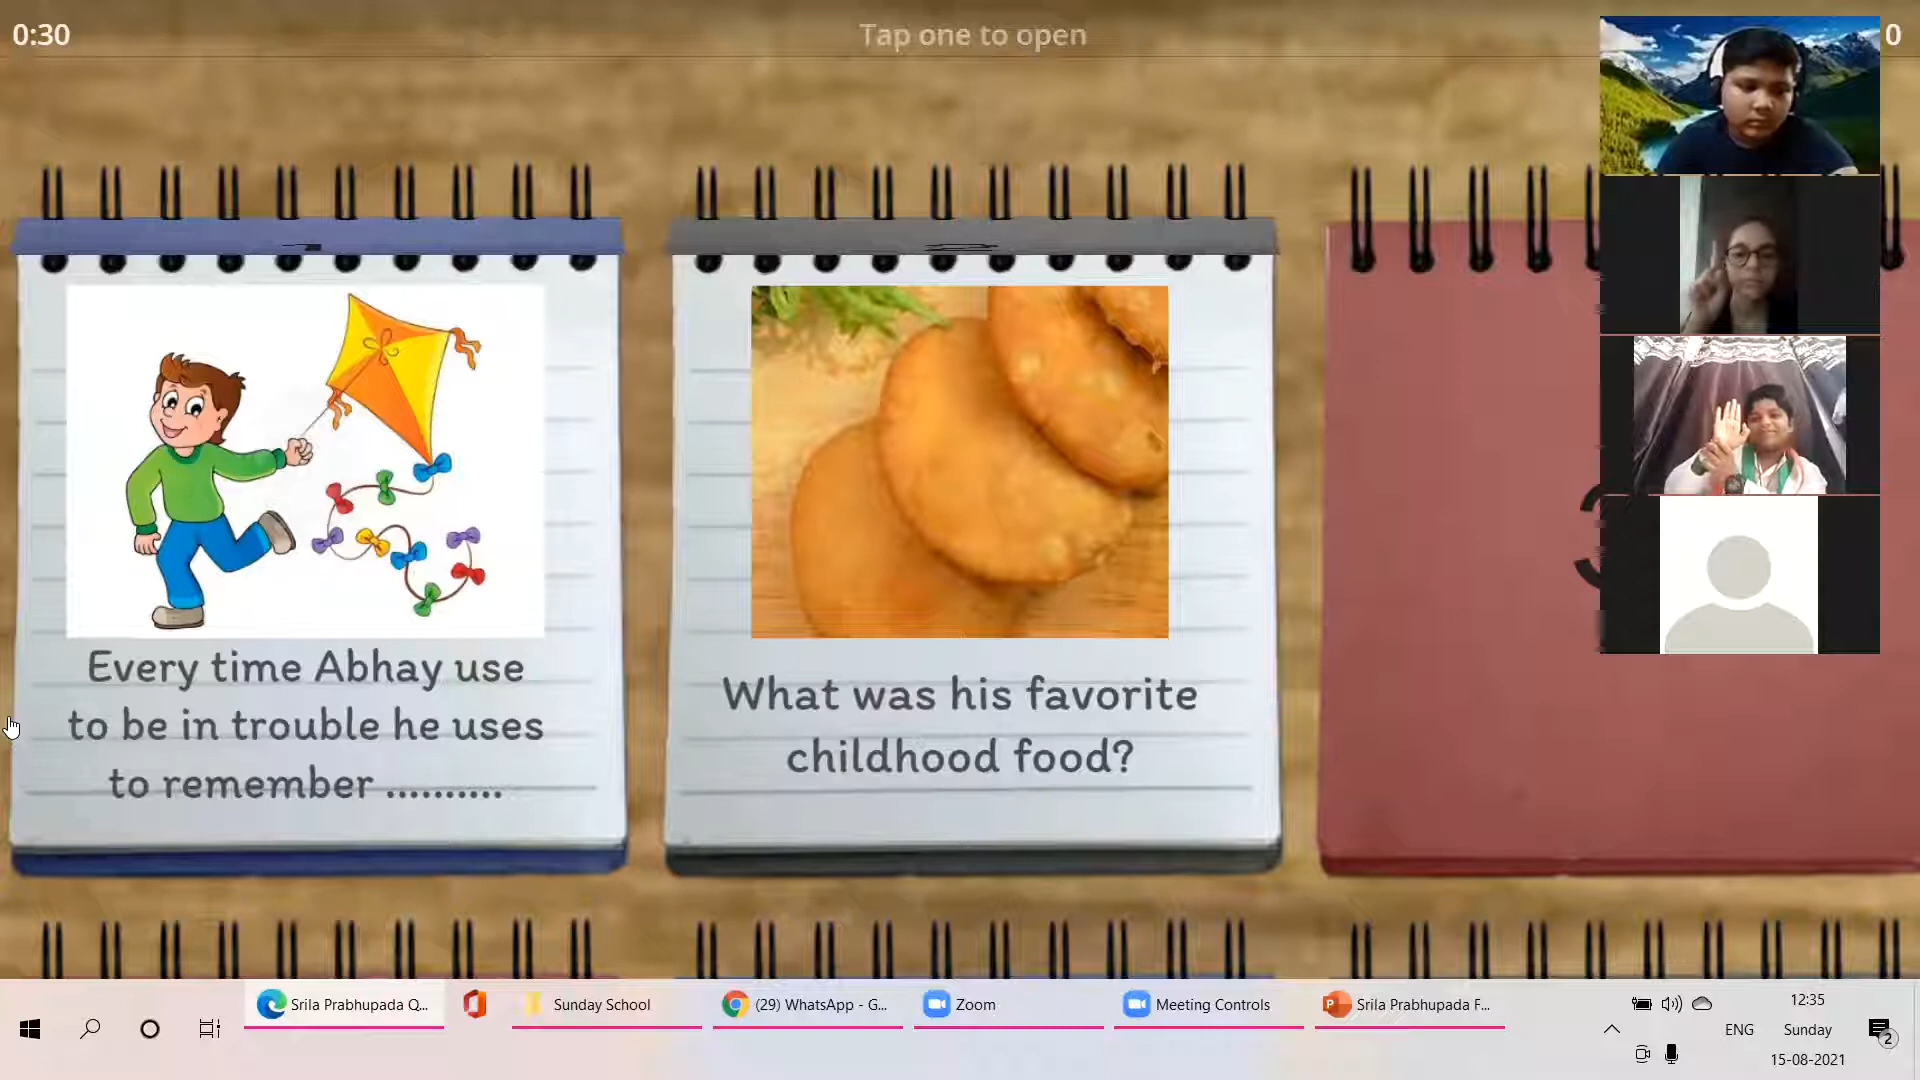 0:30
Tap one to open
0
Every time Abhay use
to be in trouble he uses
to remember ..........
What was his favorite
childhood food?
Srila Prabhupada Q...
Sunday School
(29) WhatsApp - G...
Zoom
Meeting Controls
Srila Prabhupada F...
ENG
12:35
Sunday
15-08-2021
2